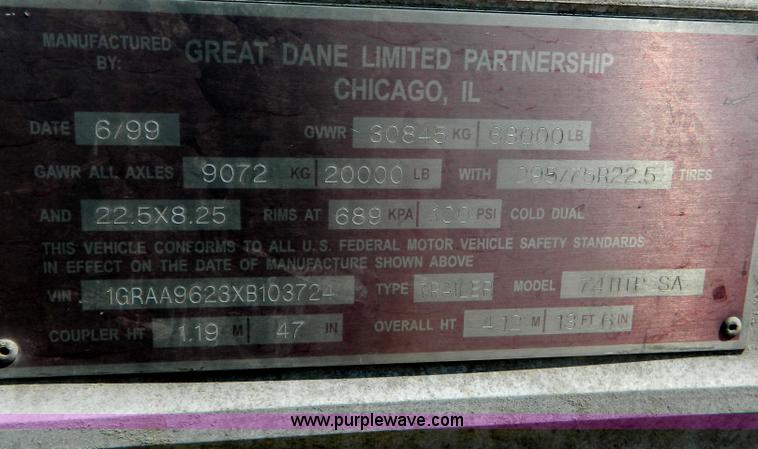 MANUFACTURED BY: GREAT DANE LIMITED PARTNERSHIP
CHICAGO, IL
DATE 6/99 GVWR 30845 KG 68000 LB
GAWR ALL AXLES 9072 KG 20000 LB WITH TIRES
AND 22.5X8.25 RIMS AT 689 KPA 100 PSI COLD DUAL
THIS VEHICLE CONFORMS TO ALL U.S. FEDERAL MOTOR VEHICLE SAFETY STANDARDS
IN EFFECT ON THE DATE OF MANUFACTURE SHOWN ABOVE
VIN 1GRAA9623XB103724 TYPE TRAILER MODEL SA
COUPLER HT 1.19 M 47 IN OVERALL HT 4.12 M 13 FT 6 IN
www.purplewave.com